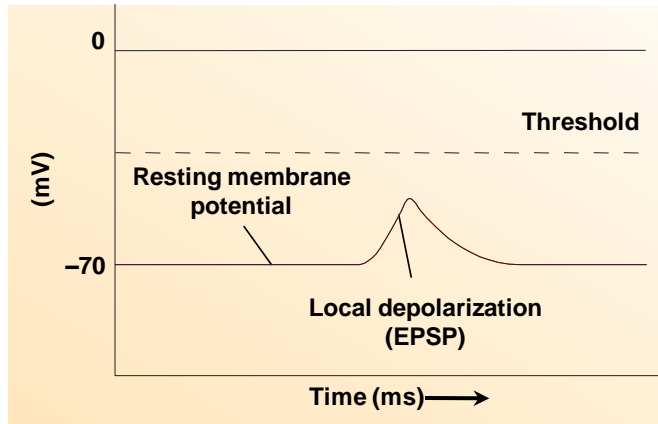 0
Threshold
(mV)
Resting membrane
potential
–70
Local depolarization
(EPSP)
Time (ms)